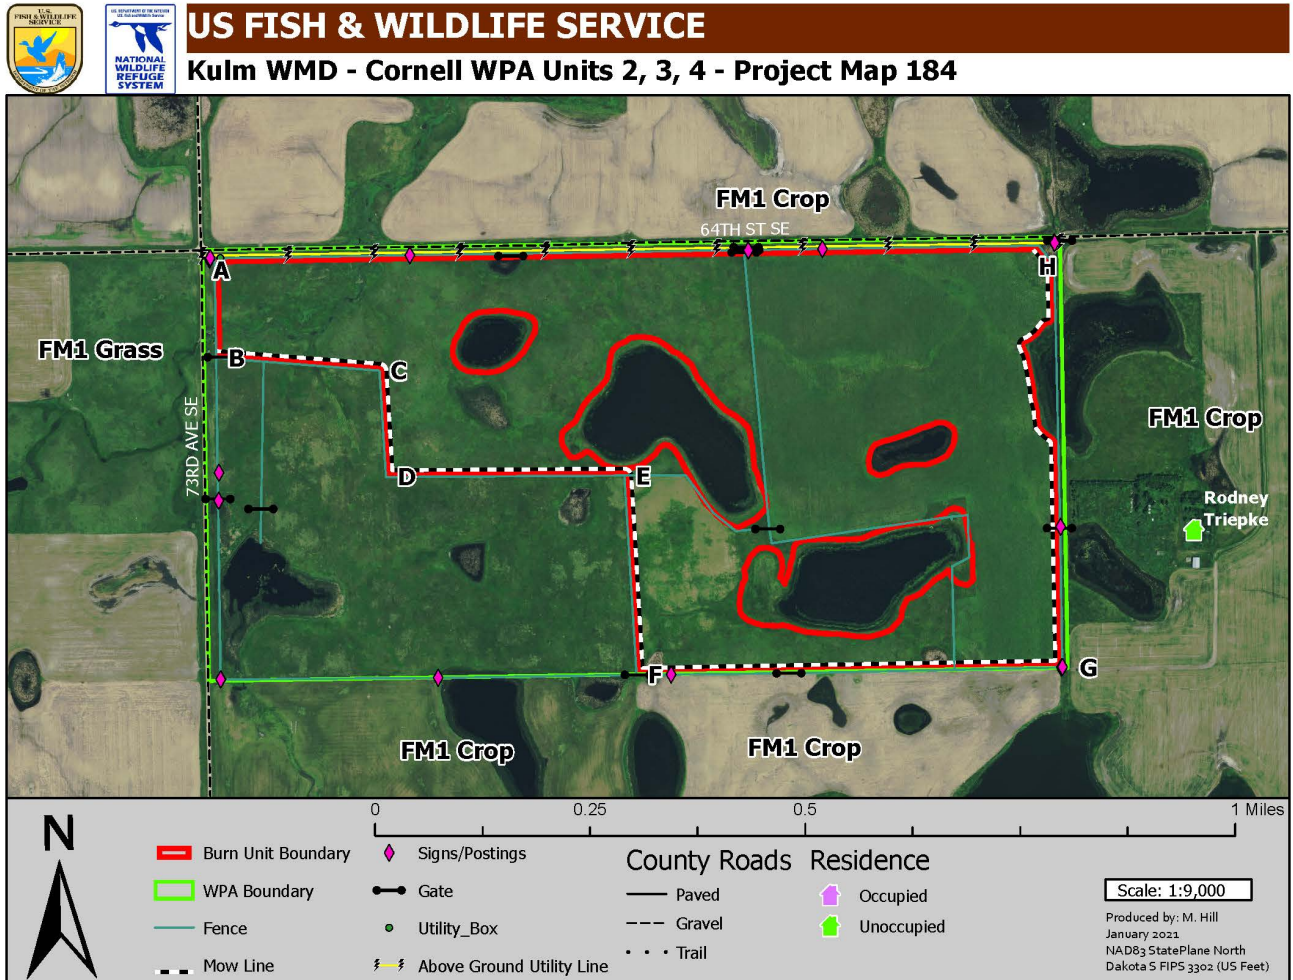 U.S.
FISH & WILDLIFE
SERVICE
NATIONAL
WILDLIFE
REFUGE
SYSTEM
US FISH & WILDLIFE SERVICE
Kulm WMD - Cornell WPA Units 2, 3, 4 - Project Map 184
FM1 Crop
64TH ST SE
A
H
FM1 Grass
B
C
73RD AVE SE
FM1 Crop
D
E
Rodney
Triepke
F
G
FM1 Crop
FM1 Crop
N
0
0.25
0.5
1 Miles
Burn Unit Boundary
WPA Boundary
Fence
Mow Line
Signs/Postings
Gate
Utility_Box
Above Ground Utility Line
County Roads
Paved
Gravel
Trail
Residence
Occupied
Unoccupied
Scale: 1:9,000
Produced by: M. Hill
January 2021
NAD83 StatePlane North
Dakota S FIPS 3302 (US Feet)